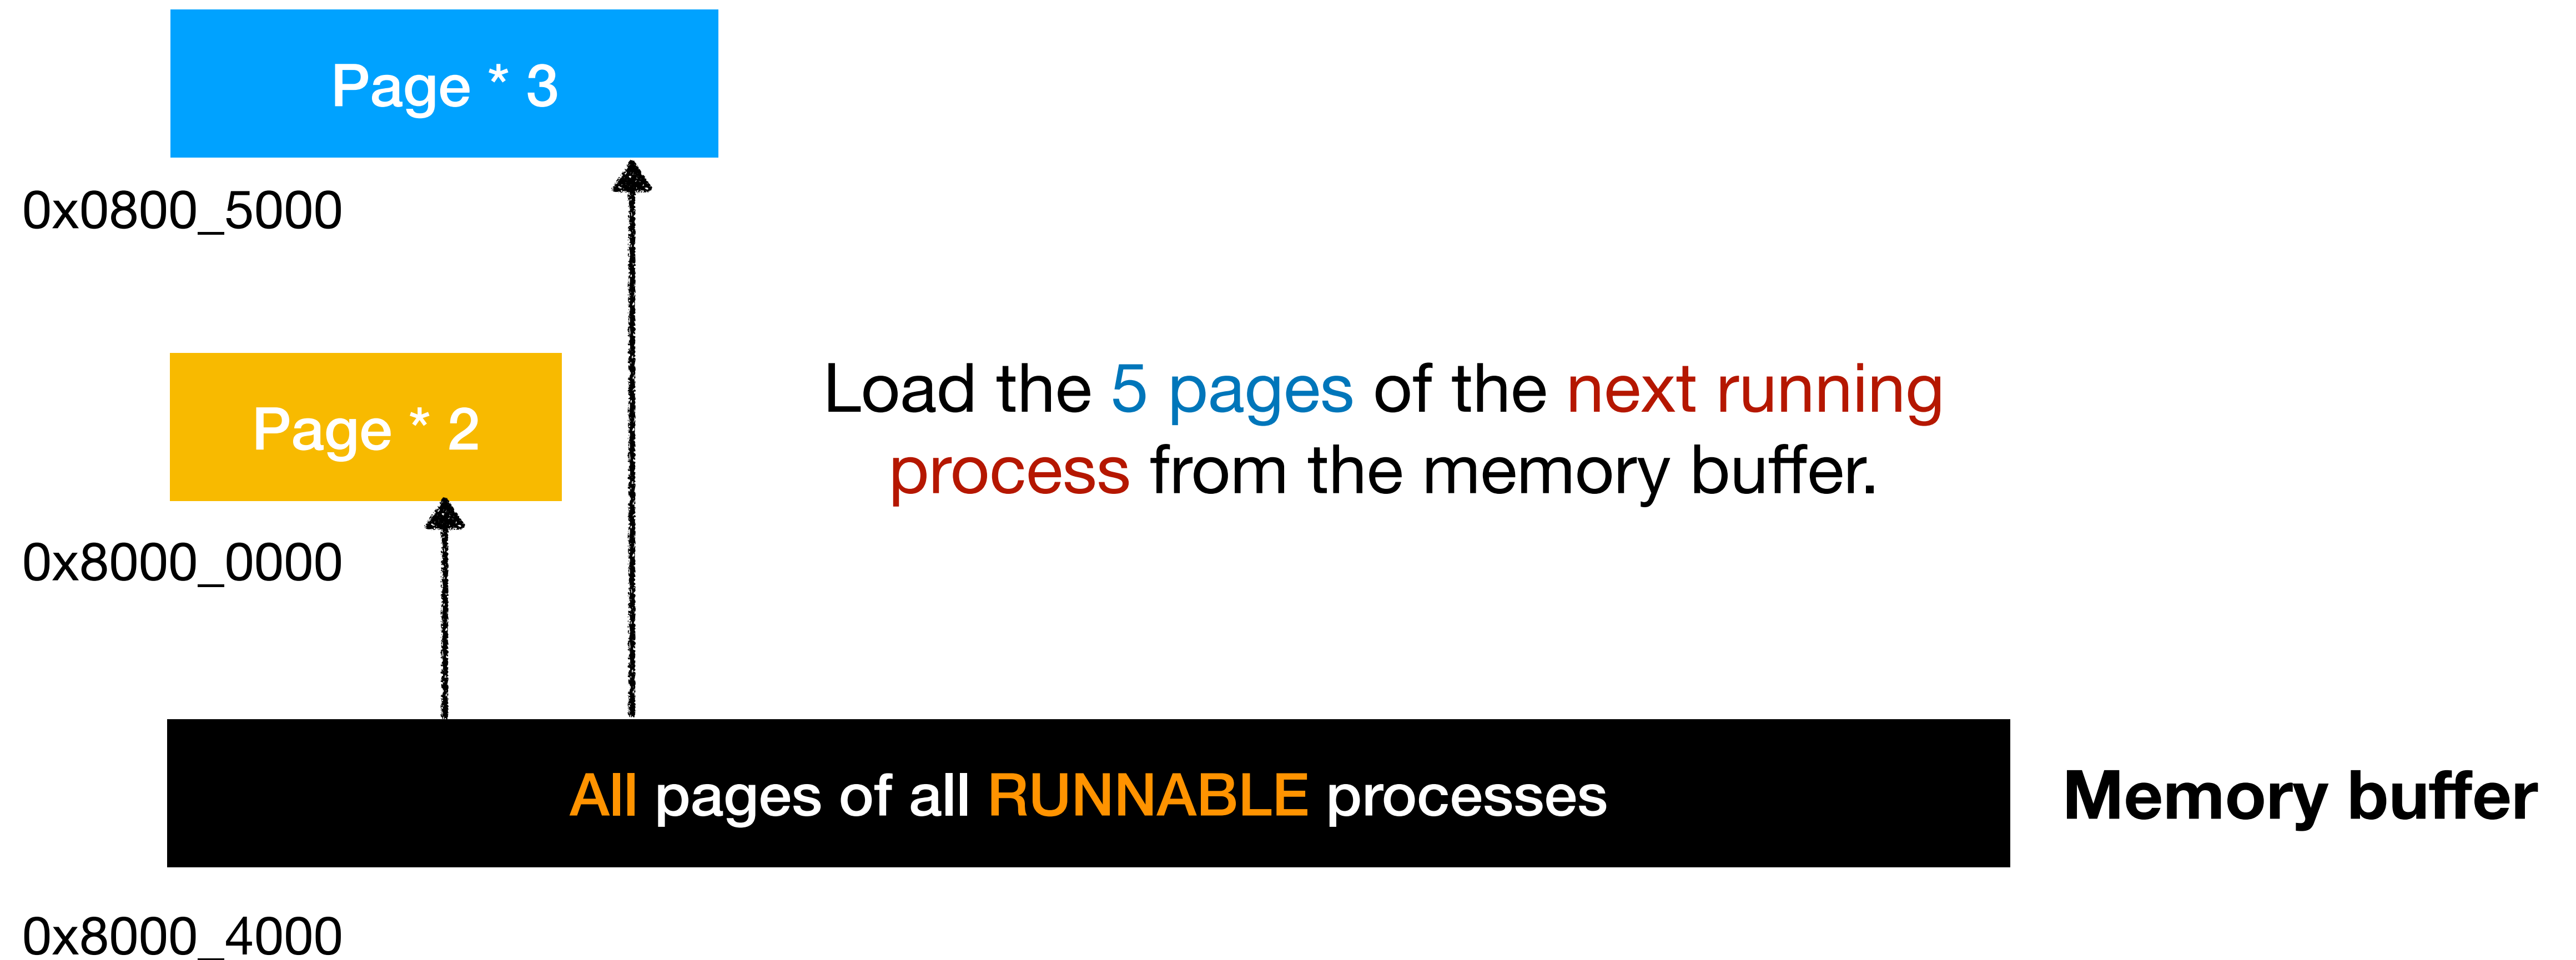 Page * 3
0x0800_5000
Page * 2
0x8000_0000
Load the 5 pages of the next running
process from the memory buffer.
All pages of all RUNNABLE processes
Memory buffer
0x8000_4000